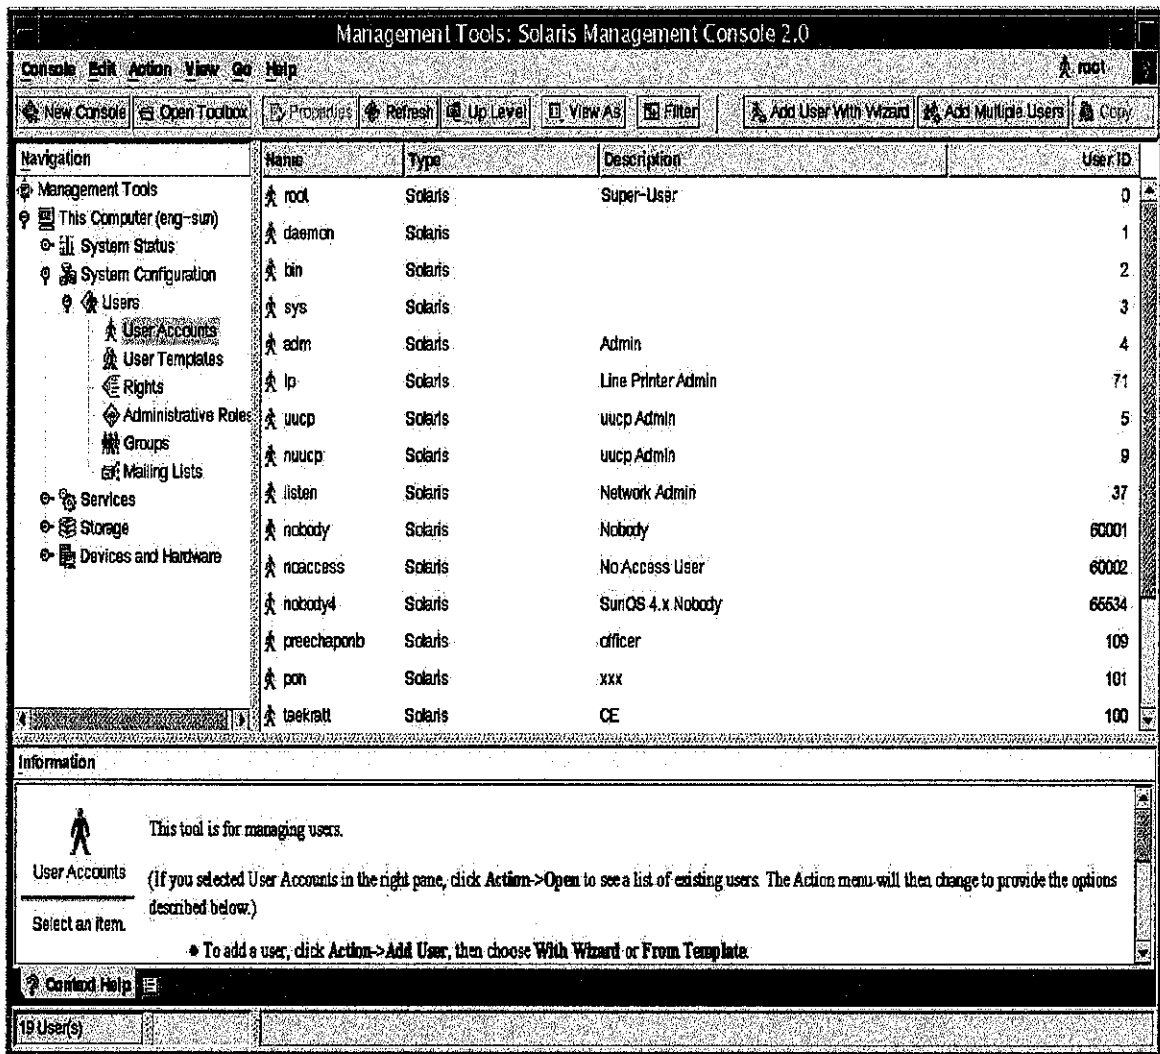 Management Tools: Solaris Management Console 2.0
Console Edit Action View Go Help root
New Console Open Toolbox Properties Refresh Up Level View As Filter Add User With Wizard Add Multiple Users Copy
Navigation
Management Tools
This Computer (eng-sun)
System Status
System Configuration
Users
User Accounts
User Templates
Rights
Administrative Roles
Groups
Mailing Lists
Services
Storage
Devices and Hardware
Name Type Description User ID
root Solaris Super-User 0
daemon Solaris 1
bin Solaris 2
sys Solaris 3
adm Solaris Admin 4
lp Solaris Line Printer Admin 71
uucp Solaris uucp Admin 5
nuucp Solaris uucp Admin 9
listen Solaris Network Admin 37
nobody Solaris Nobody 60001
noaccess Solaris No Access User 60002
nobody4 Solaris SunOS 4.x Nobody 65534
preechaponb Solaris officer 109
pon Solaris xxx 101
taekratt Solaris CE 100
Information
User Accounts
Select an item.
This tool is for managing users.
(If you selected User Accounts in the right pane, click Action->Open to see a list of existing users. The Action menu will then change to provide the options
described below.)
• To add a user, click Action->Add User, then choose With Wizard or From Template.
? Context Help
19 User(s)